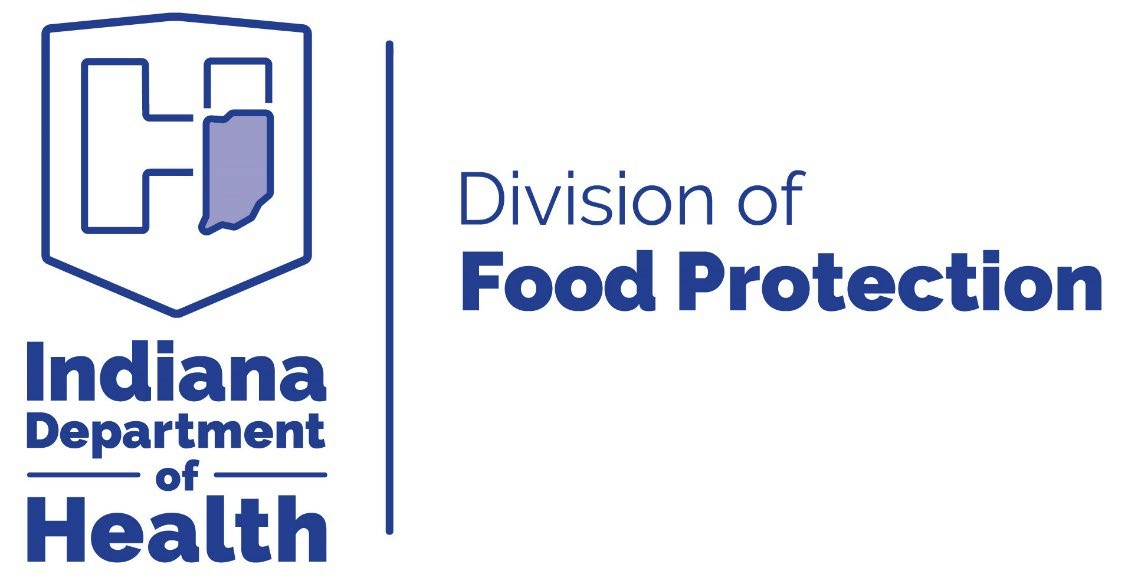 Indiana
Department
of
Health
Division of
Food Protection